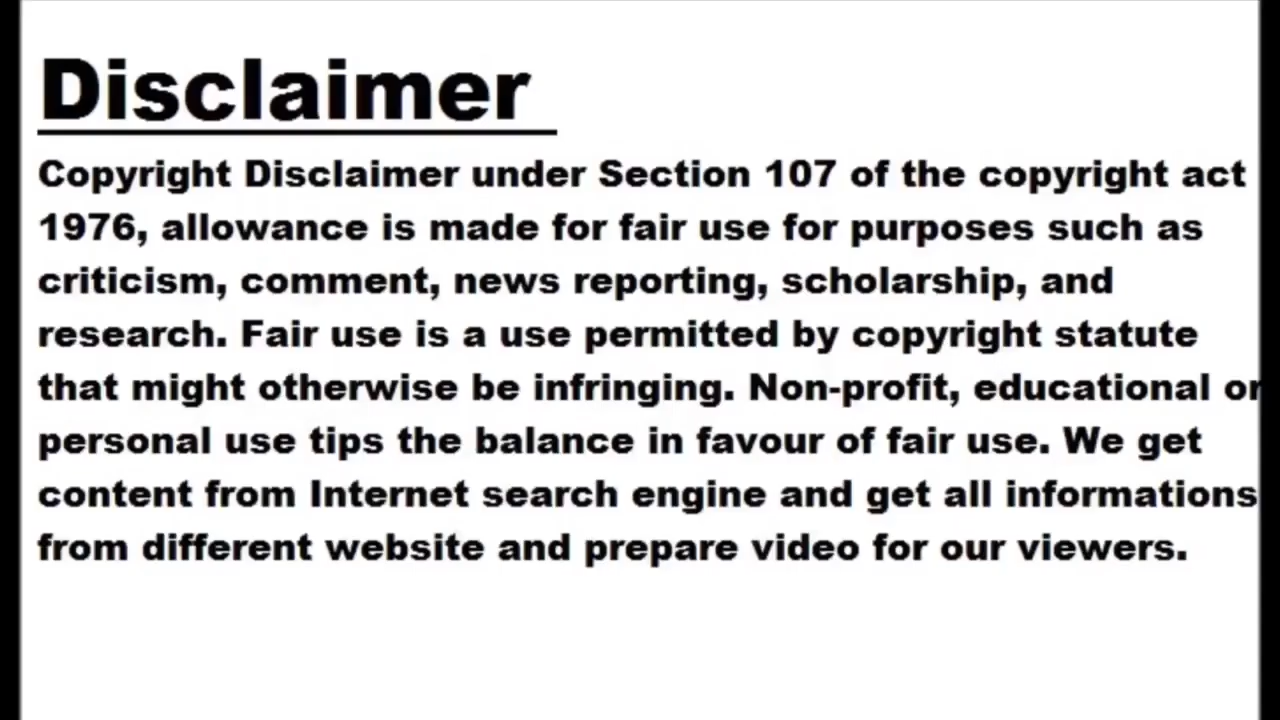 Disclaimer
Copyright Disclaimer under Section 107 of the copyright act
1976, allowance is made for fair use for purposes such as
criticism, comment, news reporting, scholarship, and
research. Fair use is a use permitted by copyright statute
that might otherwise be infringing. Non-profit, educational or
personal use tips the balance in favour of fair use. We get
content from Internet search engine and get all informations
from different website and prepare video for our viewers.